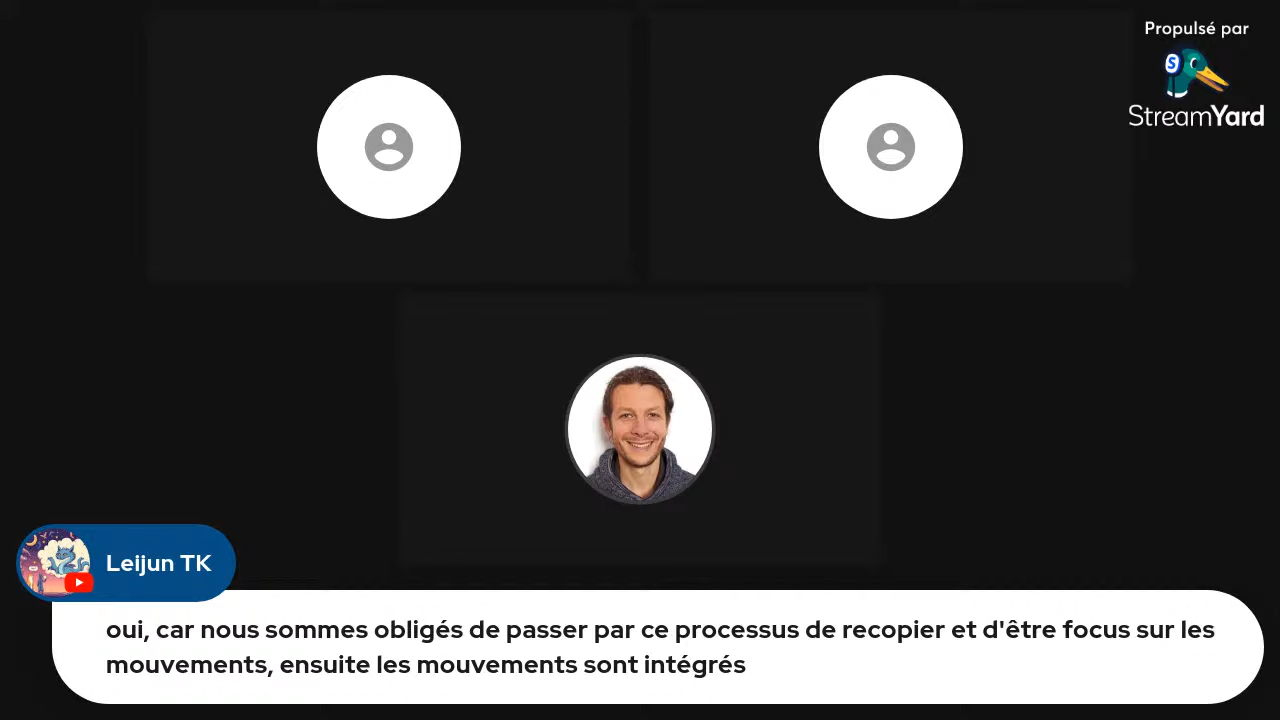 Propulsé par
S
StreamYard
Leijun TK
oui, car nous sommes obligés de passer par ce processus de recopier et d'être focus sur les
mouvements, ensuite les mouvements sont intégrés